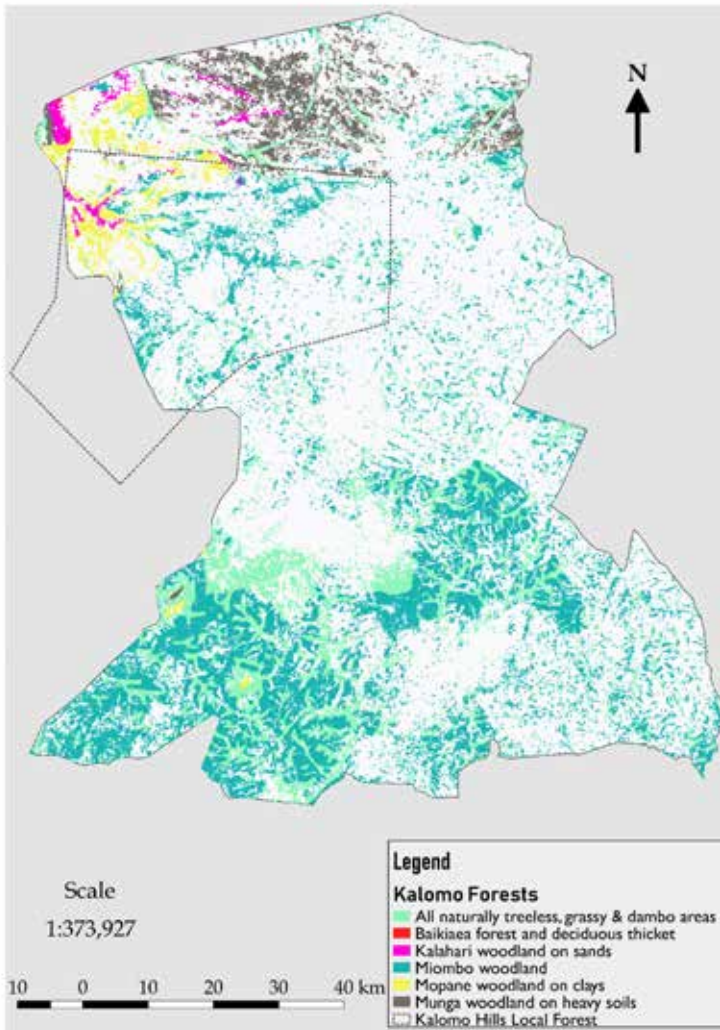 N
Scale
1:373,927
10 0 10 20 30 40 km
Legend
Kalomo Forests
All naturally treeless, grassy & dambo areas
Baikiaea forest and deciduous thicket
Kalahari woodland on sands
Miombo woodland
Mopane woodland on clays
Munga woodland on heavy soils
Kalomo Hills Local Forest